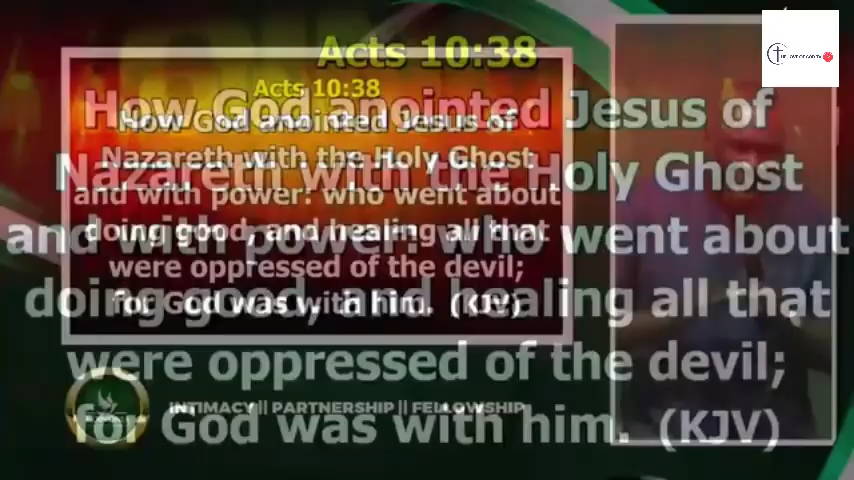 Acts 10:38
How God anointed Jesus of
Nazareth with the Holy Ghost
and with power: who went about
doing good, and healing all that
were oppressed of the devil;
for God was with him. (KJV)
Acts 10:38
How God anointed Jesus of
Nazareth with the Holy Ghost
and with power: who went about
doing good, and healing all that
were oppressed of the devil;
for God was with him. (KJV)
INTIMACY || PARTNERSHIP || FELLOWSHIP